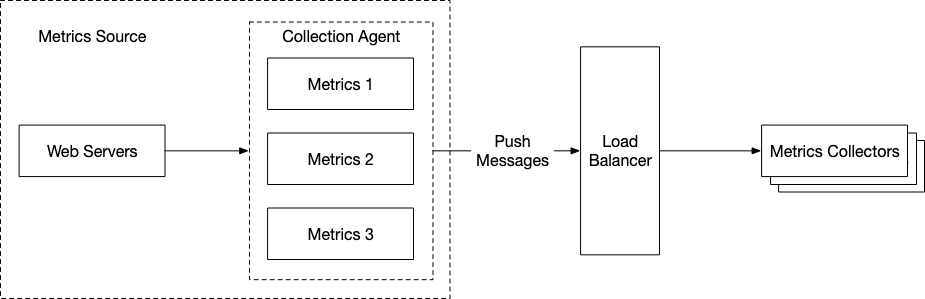 Metrics Source
Collection Agent
Metrics 1
Web Servers
Metrics 2
Metrics 3
Push
Messages
Load
Balancer
Metrics Collectors